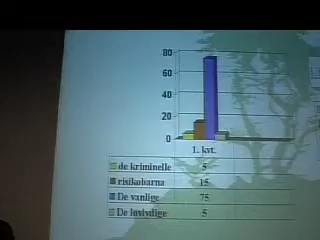 80
60
40
20
0
1. kvt.
de kriminelle 5
risikobarna 15
De vanlige 75
De lovlydige 5